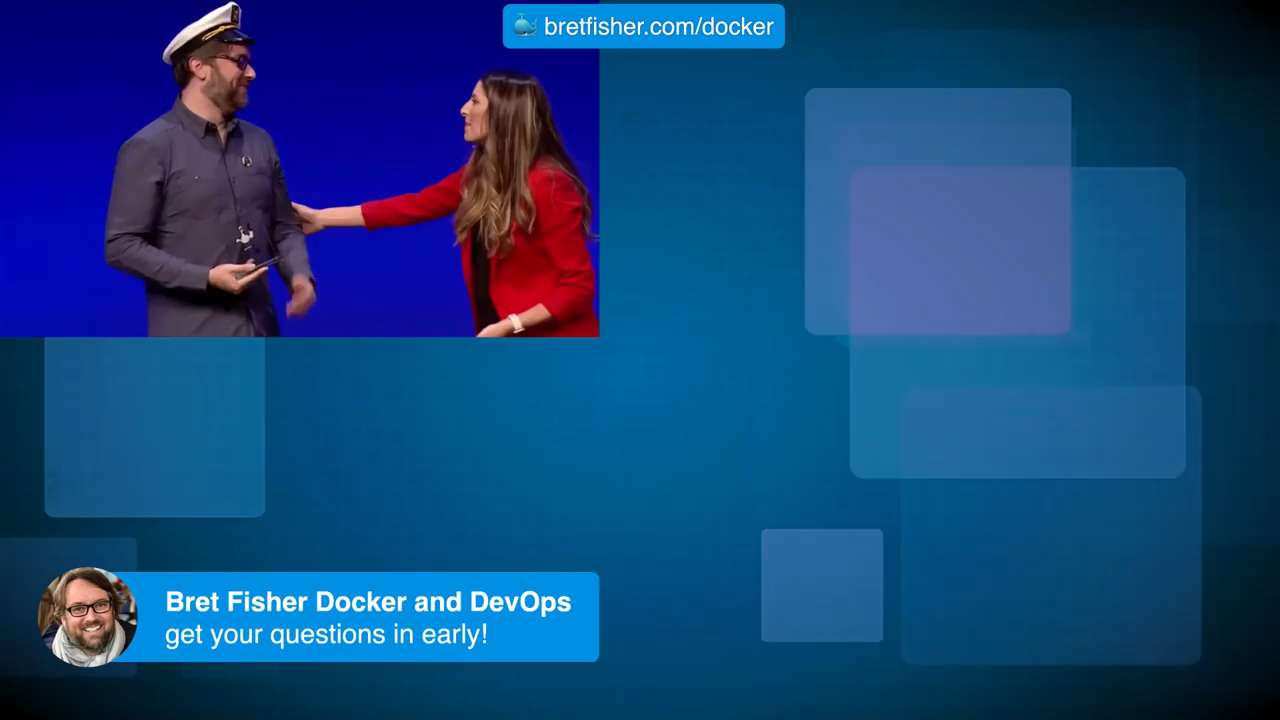 bretfisher.com/docker
Bret Fisher Docker and DevOps
get your questions in early!